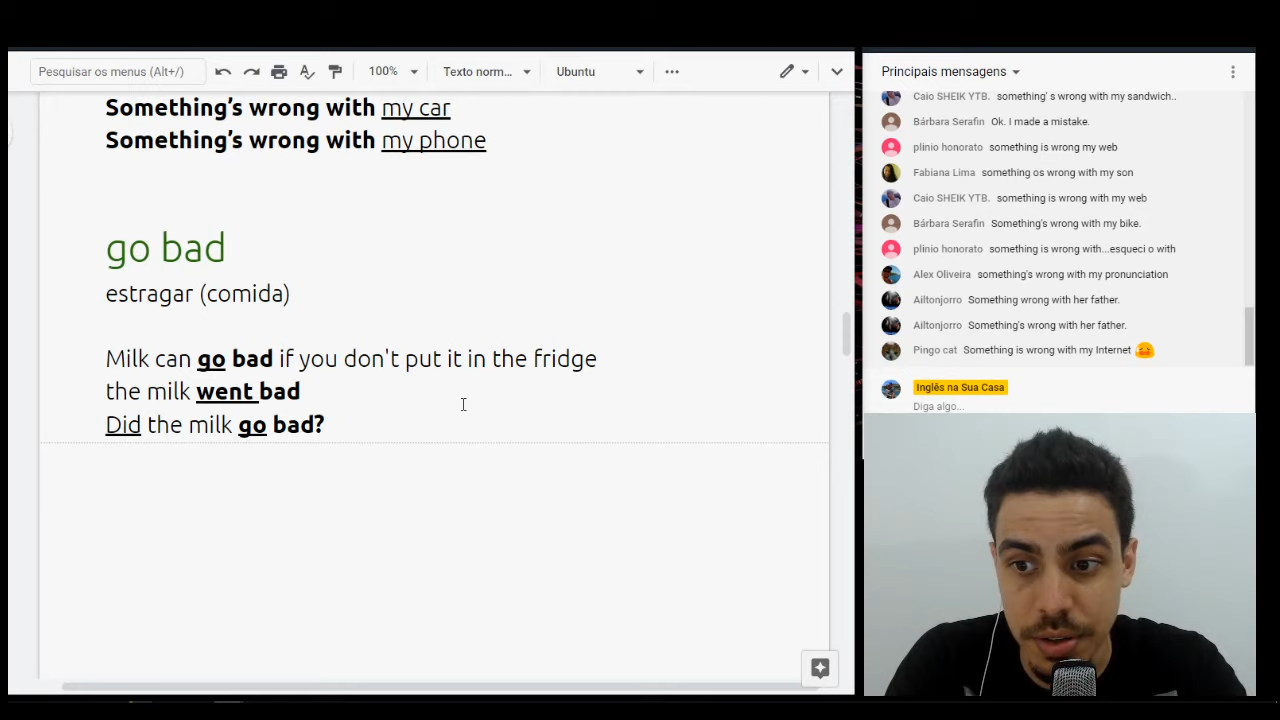 Pesquisar os menus (Alt+/)
100%
Texto norm...
Ubuntu
Something's wrong with my car
Something's wrong with my phone
go bad
estragar (comida)
Milk can go bad if you don't put it in the fridge
the milk went bad
Did the milk go bad?
Principais mensagens
Caio SHEIK YTB. something' s wrong with my sandwich..
Bárbara Serafin Ok. I made a mistake.
plinio honorato something is wrong my web
Fabiana Lima something os wrong with my son
Caio SHEIK YTB. something is wrong with my web
Bárbara Serafin Something's wrong with my bike.
plinio honorato something is wrong with...esqueci o with
Alex Oliveira something's wrong with my pronunciation
Ailtonjorro Something wrong with her father.
Ailtonjorro Something's wrong with her father.
Pingo cat Something is wrong with my Internet
Inglês na Sua Casa
Diga algo...